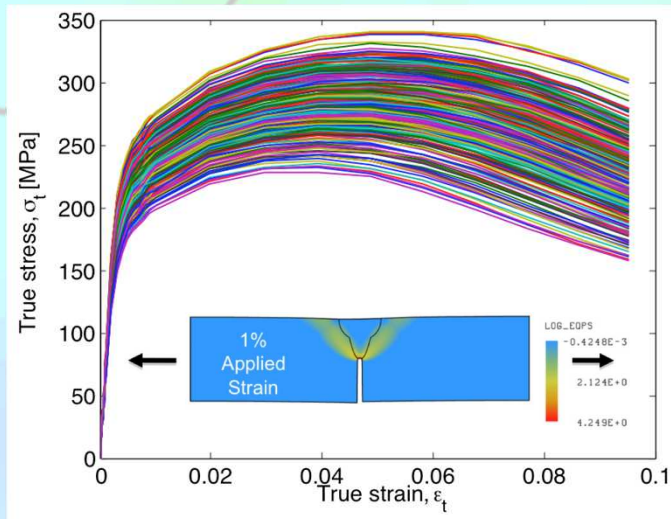 350
300
250
200
150
100
50
0
True stress, σt [MPa]
1%
Applied
Strain
LOG_EQPS
-0.4248E-3
2.124E+0
4.249E+0
0 0.02 0.04 0.06 0.08 0.1
True strain, εt